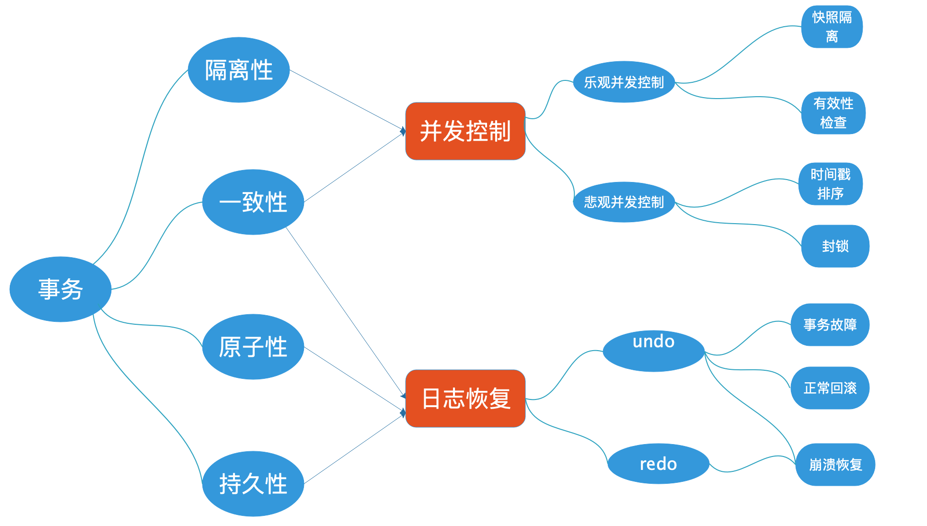 事务
隔离性
一致性
原子性
持久性
并发控制
日志恢复
乐观并发控制
悲观并发控制
undo
redo
快照隔
离
有效性
检查
时间戳
排序
封锁
事务故障
正常回滚
崩溃恢复